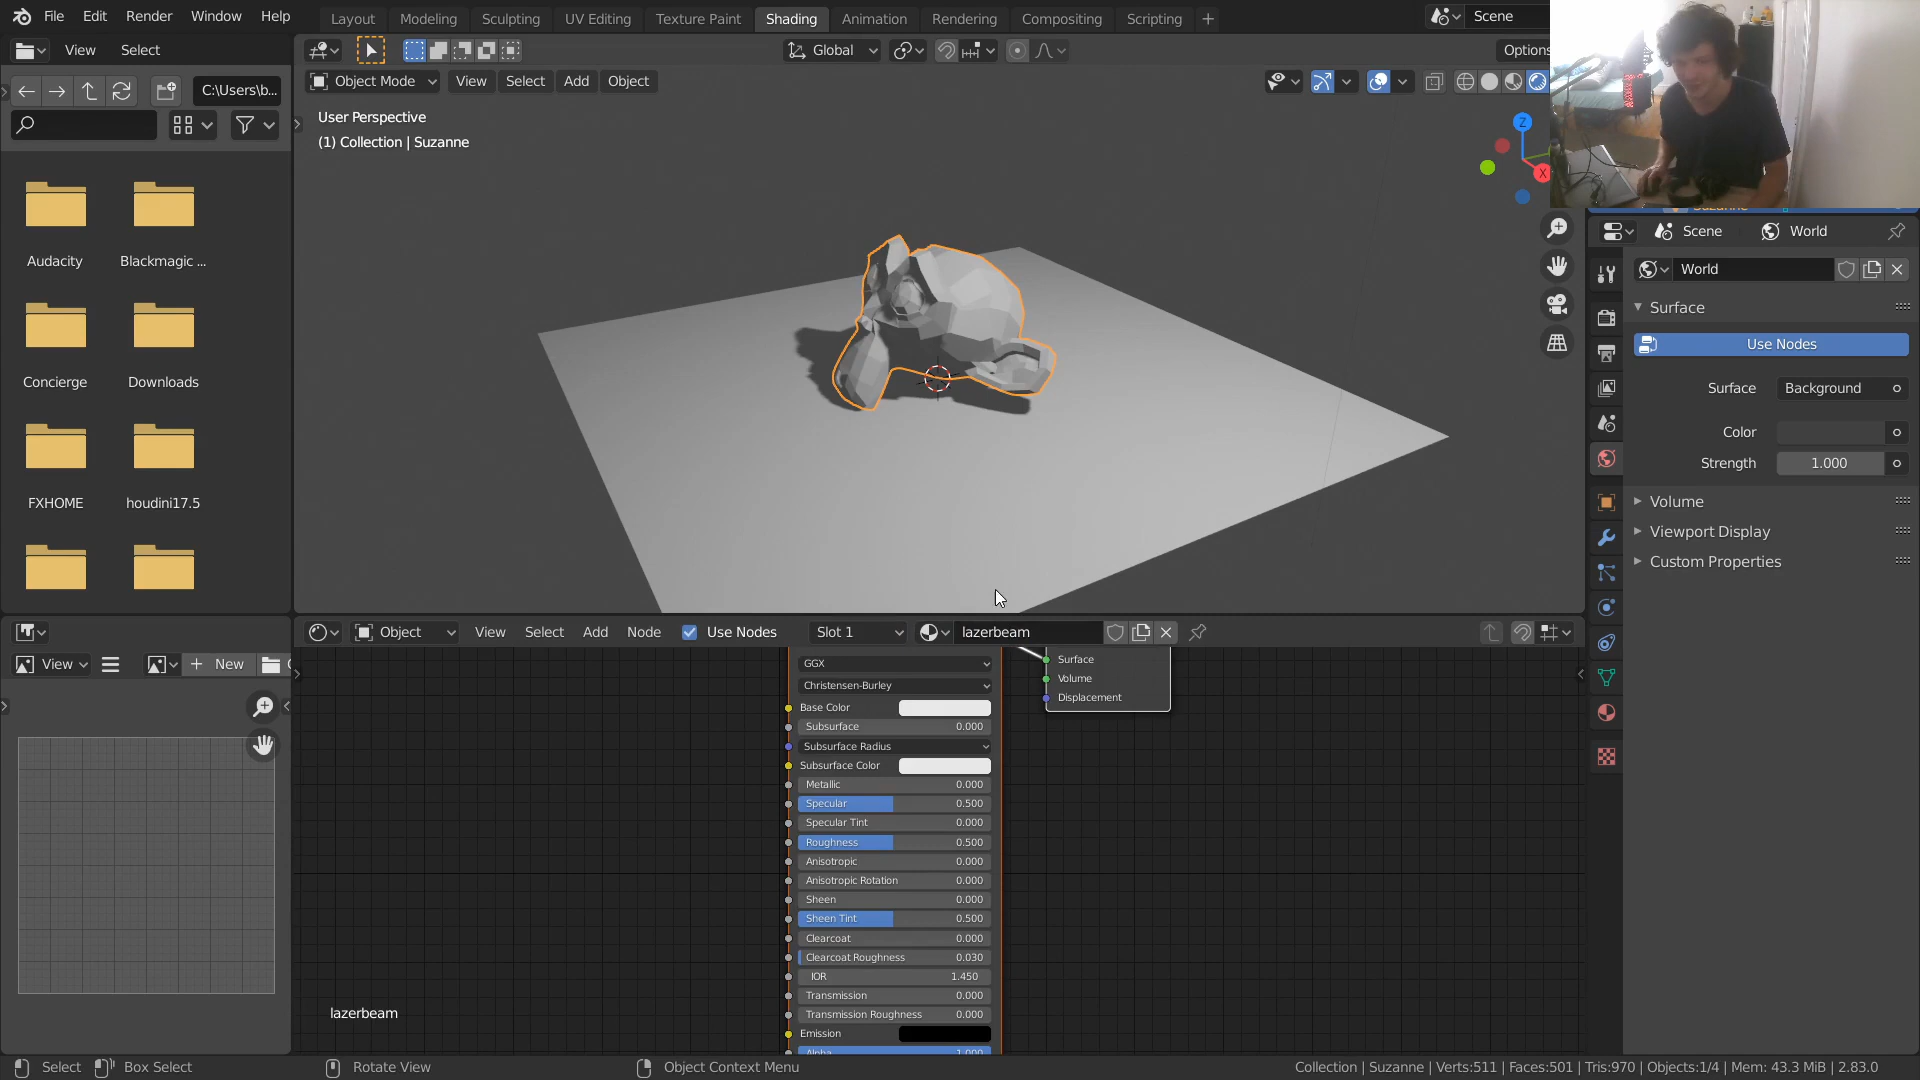 File Edit Render Window Help Layout Modeling Sculpting UV Editing Texture Paint Shading Animation Rendering Compositing Scripting + Scene
View Select Global Options
C:\Users\b... Object Mode View Select Add Object
User Perspective
(1) Collection | Suzanne
Z
X
Audacity Blackmagic ...
Concierge Downloads
FXHOME houdini17.5
Scene World
World
Surface
Use Nodes
Surface Background
Color
Strength 1.000
Volume
Viewport Display
Custom Properties
Object View Select Add Node Use Nodes Slot 1 lazerbeam
View + New
GGX
Christensen-Burley
Base Color
Subsurface 0.000
Subsurface Radius
Subsurface Color
Metallic 0.000
Specular 0.500
Specular Tint 0.000
Roughness 0.500
Anisotropic 0.000
Anisotropic Rotation 0.000
Sheen 0.000
Sheen Tint 0.500
Clearcoat 0.000
Clearcoat Roughness 0.030
IOR 1.450
Transmission 0.000
Transmission Roughness 0.000
Emission
Alpha 1.000
Surface
Volume
Displacement
lazerbeam
Select Box Select Rotate View Object Context Menu Collection | Suzanne | Verts:511 | Faces:501 | Tris:970 | Objects:1/4 | Mem: 43.3 MiB | 2.83.0